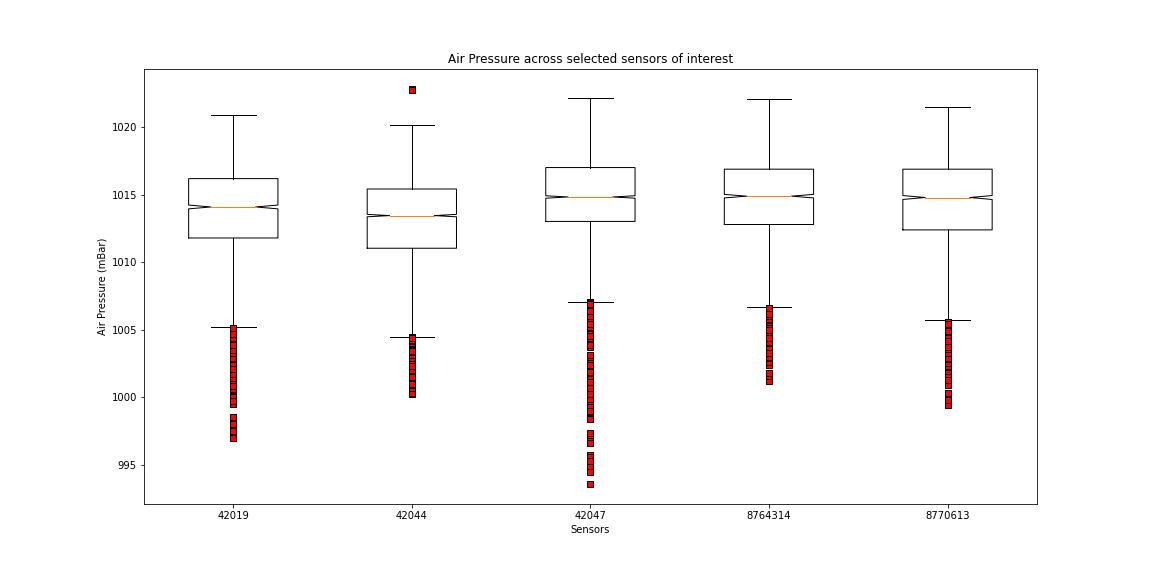 Air Pressure across selected sensors of interest
Air Pressure (mBar)
1020
1015
1010
1005
1000
995
42019 42044 42047 8764314 8770613
Sensors